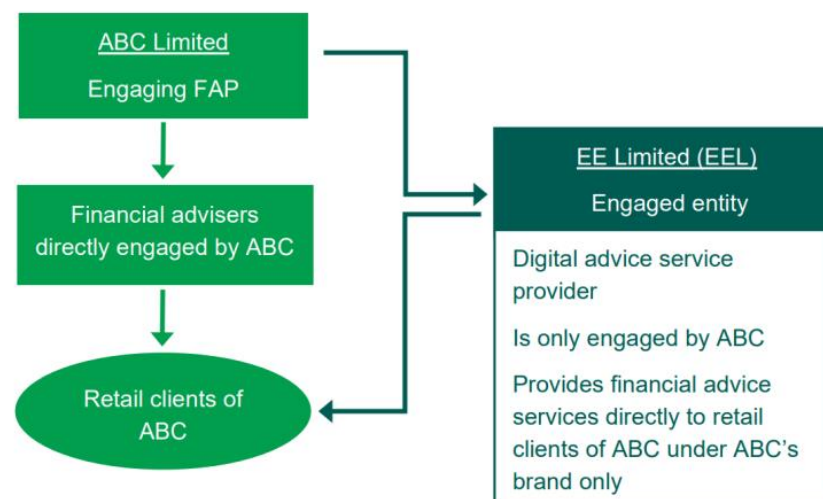 ABC Limited
Engaging FAP
Financial advisers
directly engaged by ABC
Retail clients of
ABC
EE Limited (EEL)
Engaged entity
Digital advice service
provider
Is only engaged by ABC
Provides financial advice
services directly to retail
clients of ABC under ABC’s
brand only